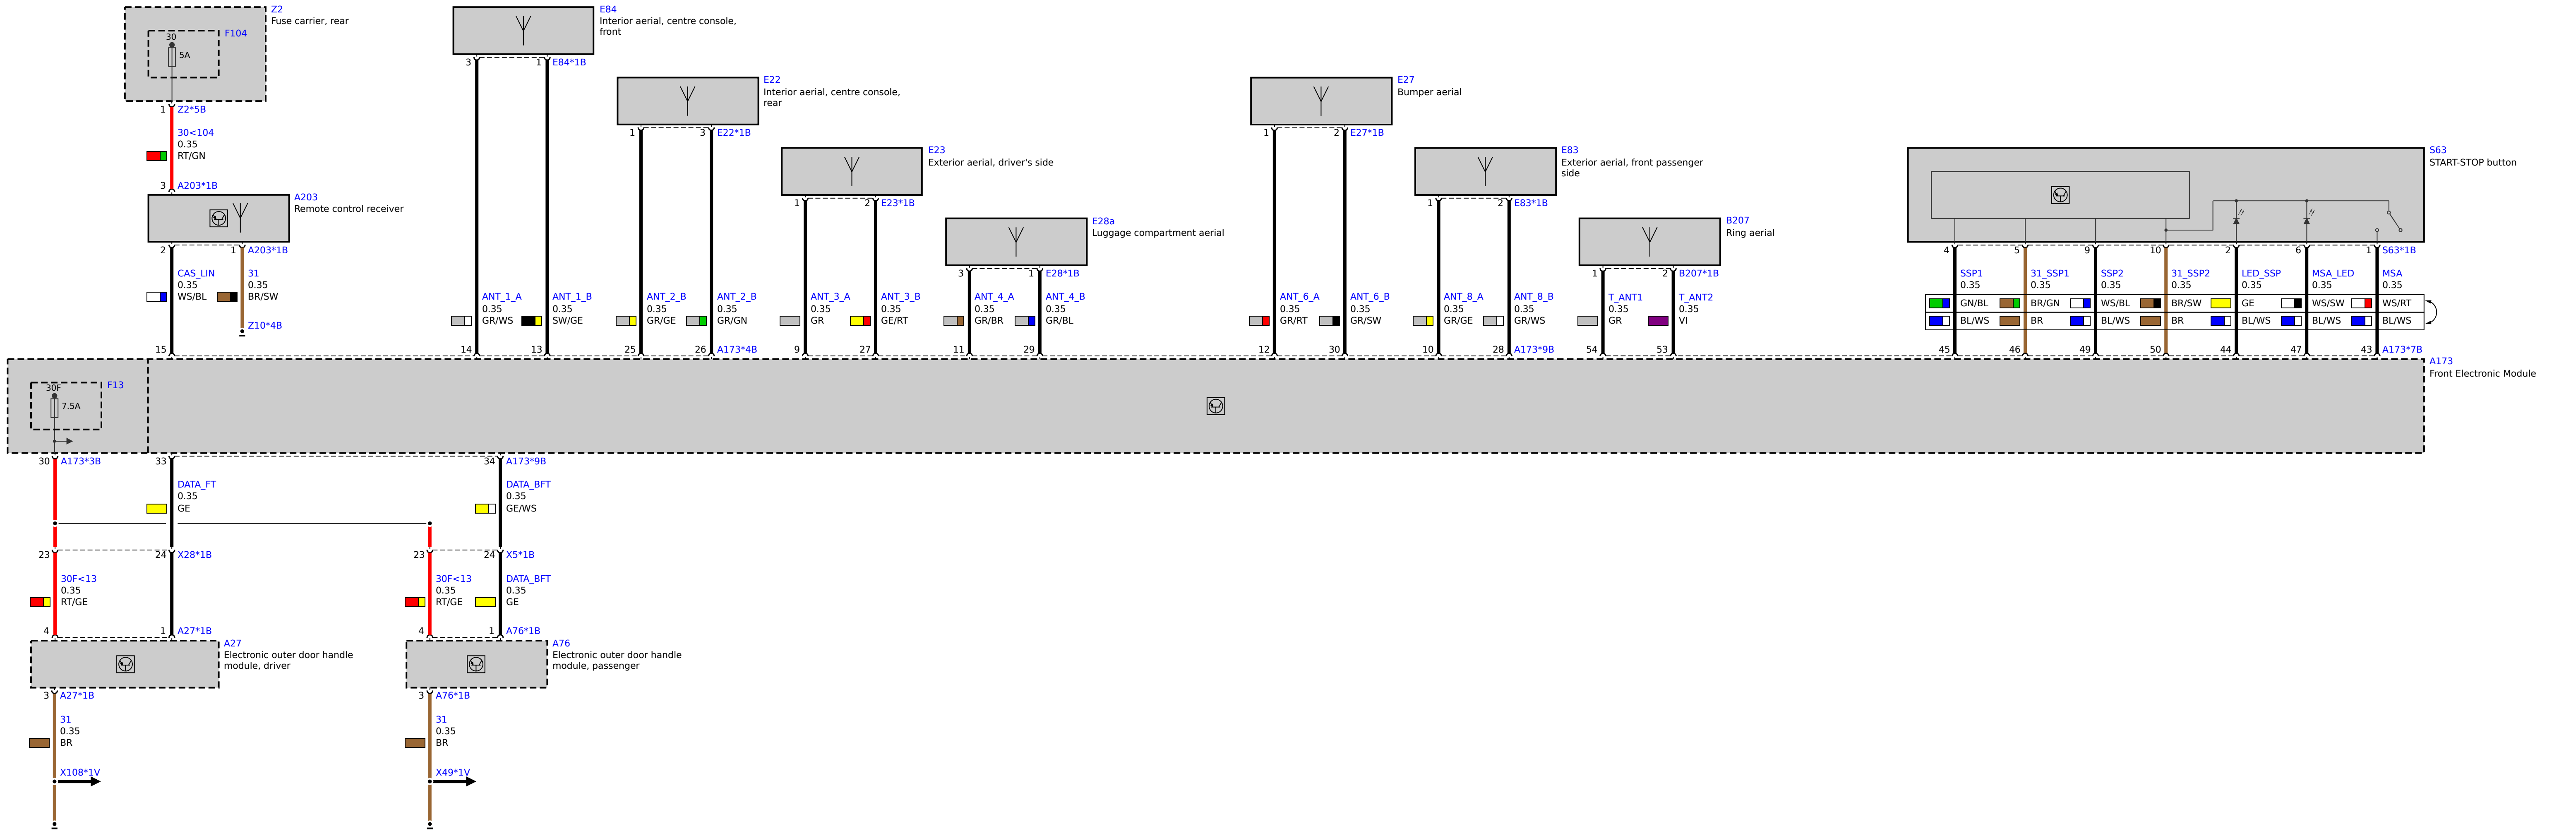 Z2
Fuse carrier, rear
F104
30
5A
1
Z2*5B
30<104
0.35
RT/GN
3
A203*1B
A203
Remote control receiver
2
1
A203*1B
CAS_LIN
0.35
WS/BL
31
0.35
BR/SW
Z10*4B
15
E84
Interior aerial, centre console,
front
3
1
E84*1B
ANT_1_A
0.35
GR/WS
ANT_1_B
0.35
SW/GE
14
13
E22
Interior aerial, centre console,
rear
1
3
E22*1B
ANT_2_B
0.35
GR/GE
ANT_2_B
0.35
GR/GN
25
26
A173*4B
E23
Exterior aerial, driver's side
1
2
E23*1B
ANT_3_A
0.35
GR
ANT_3_B
0.35
GE/RT
9
27
E28a
Luggage compartment aerial
3
1
E28*1B
ANT_4_A
0.35
GR/BR
ANT_4_B
0.35
GR/BL
11
29
E27
Bumper aerial
1
2
E27*1B
ANT_6_A
0.35
GR/RT
ANT_6_B
0.35
GR/SW
12
30
E83
Exterior aerial, front passenger
side
1
2
E83*1B
ANT_8_A
0.35
GR/GE
ANT_8_B
0.35
GR/WS
10
28
A173*9B
B207
Ring aerial
1
2
B207*1B
T_ANT1
0.35
GR
T_ANT2
0.35
VI
54
53
S63
START-STOP button
4
5
9
10
2
6
1
S63*1B
SSP1
0.35
31_SSP1
0.35
SSP2
0.35
31_SSP2
0.35
LED_SSP
0.35
MSA_LED
0.35
MSA
0.35
GN/BL
BR/GN
WS/BL
BR/SW
GE
WS/SW
WS/RT
BL/WS
BR
BL/WS
BR
BL/WS
BL/WS
BL/WS
45
46
49
50
44
47
43
A173*7B
A173
Front Electronic Module
F13
30F
7.5A
30
A173*3B
33
34
A173*9B
DATA_FT
0.35
GE
DATA_BFT
0.35
GE/WS
23
24
X28*1B
23
24
X5*1B
30F<13
0.35
RT/GE
30F<13
0.35
RT/GE
DATA_BFT
0.35
GE
4
1
A27*1B
4
1
A76*1B
A27
Electronic outer door handle
module, driver
A76
Electronic outer door handle
module, passenger
3
A27*1B
3
A76*1B
31
0.35
BR
31
0.35
BR
X108*1V
X49*1V